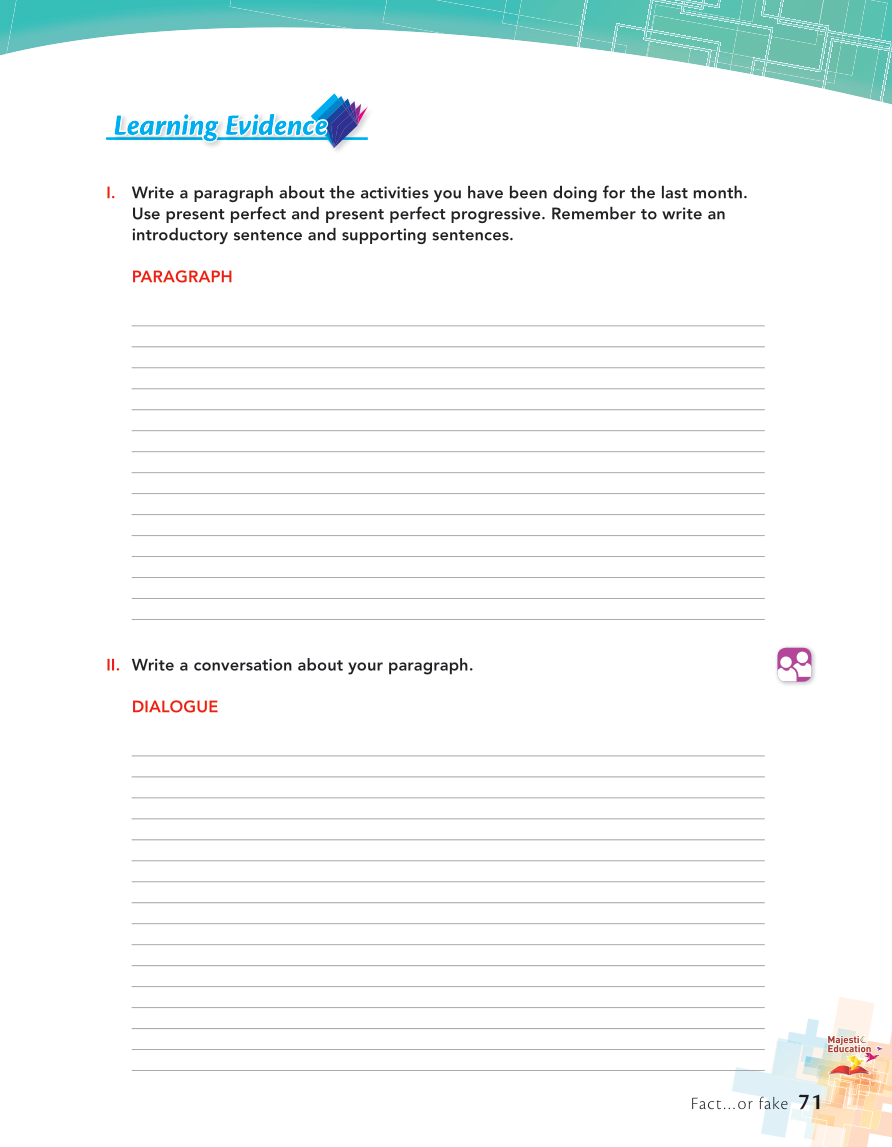 Learning Evidence
I. Write a paragraph about the activities you have been doing for the last month.
Use present perfect and present perfect progressive. Remember to write an
introductory sentence and supporting sentences.
PARAGRAPH
II. Write a conversation about your paragraph.
DIALOGUE
Majestic
Education
Fact...or fake 71